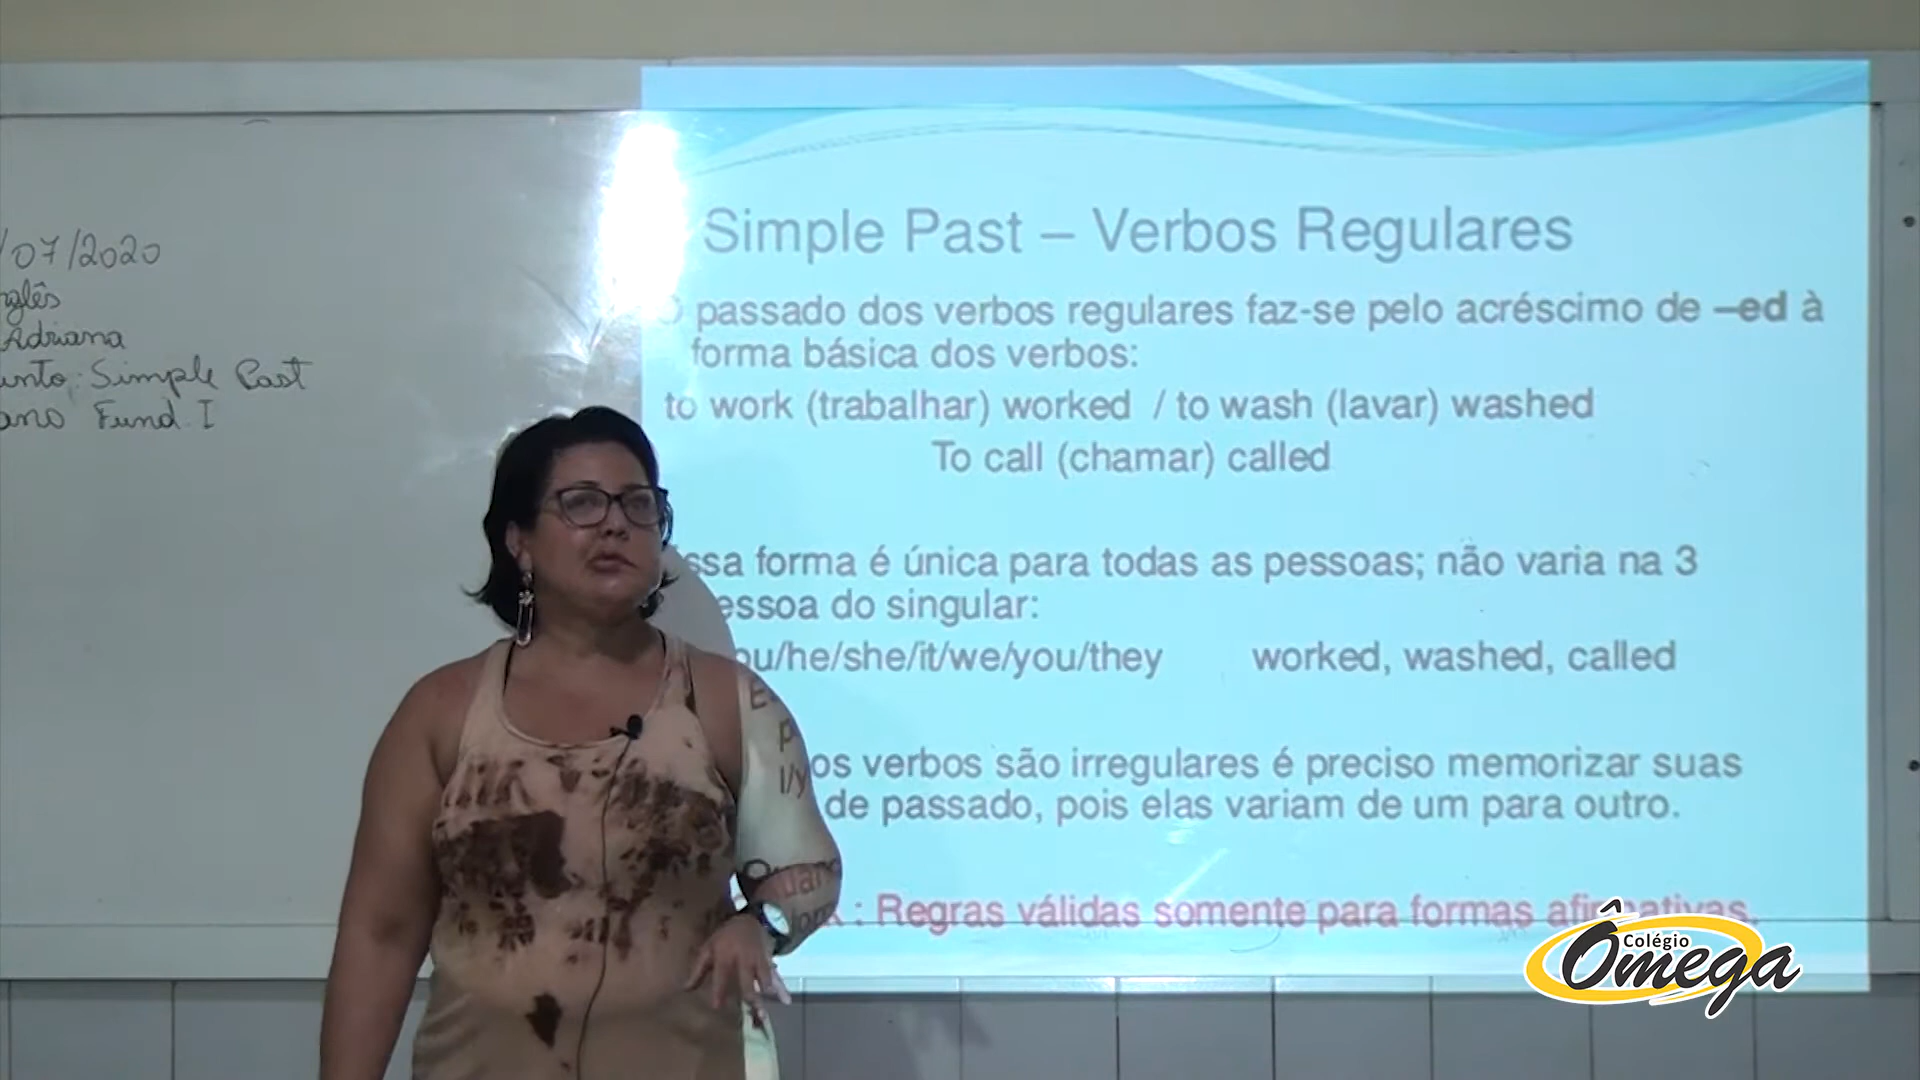 /07/2020
nglês
Adriana
unto: Simple Past
ano Fund I
Simple Past – Verbos Regulares
O passado dos verbos regulares faz-se pelo acréscimo de –ed à
forma básica dos verbos:
to work (trabalhar) worked / to wash (lavar) washed
To call (chamar) called
ssa forma é única para todas as pessoas; não varia na 3
essoa do singular:
ou/he/she/it/we/you/they worked, washed, called
os verbos são irregulares é preciso memorizar suas
de passado, pois elas variam de um para outro.
: Regras válidas somente para formas afirmativas.
Colégio
Ômega